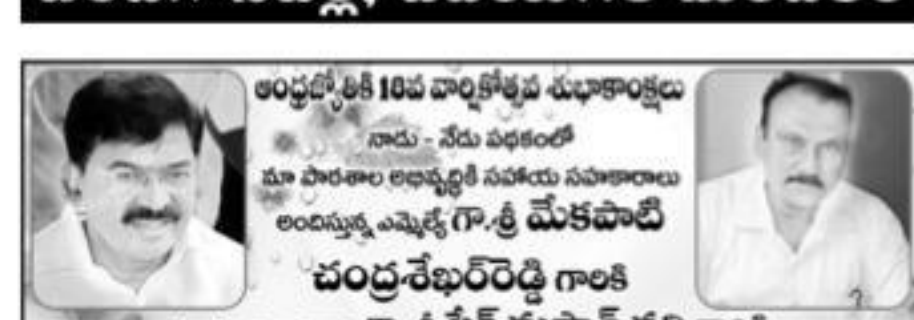 ఆంధ్రజ్యోతికి 18వ వార్షికోత్సవ శుభాకాంక్షలు
నాడు - నేడు పథకంలో
మా పాఠశాల అభివృద్ధికి సహాయ సహకారాలు
అందిస్తున్న ఎమ్మెల్యే గౌ.శ్రీ మేకపాటి
చంద్రశేఖర్‌రెడ్డి గారికి